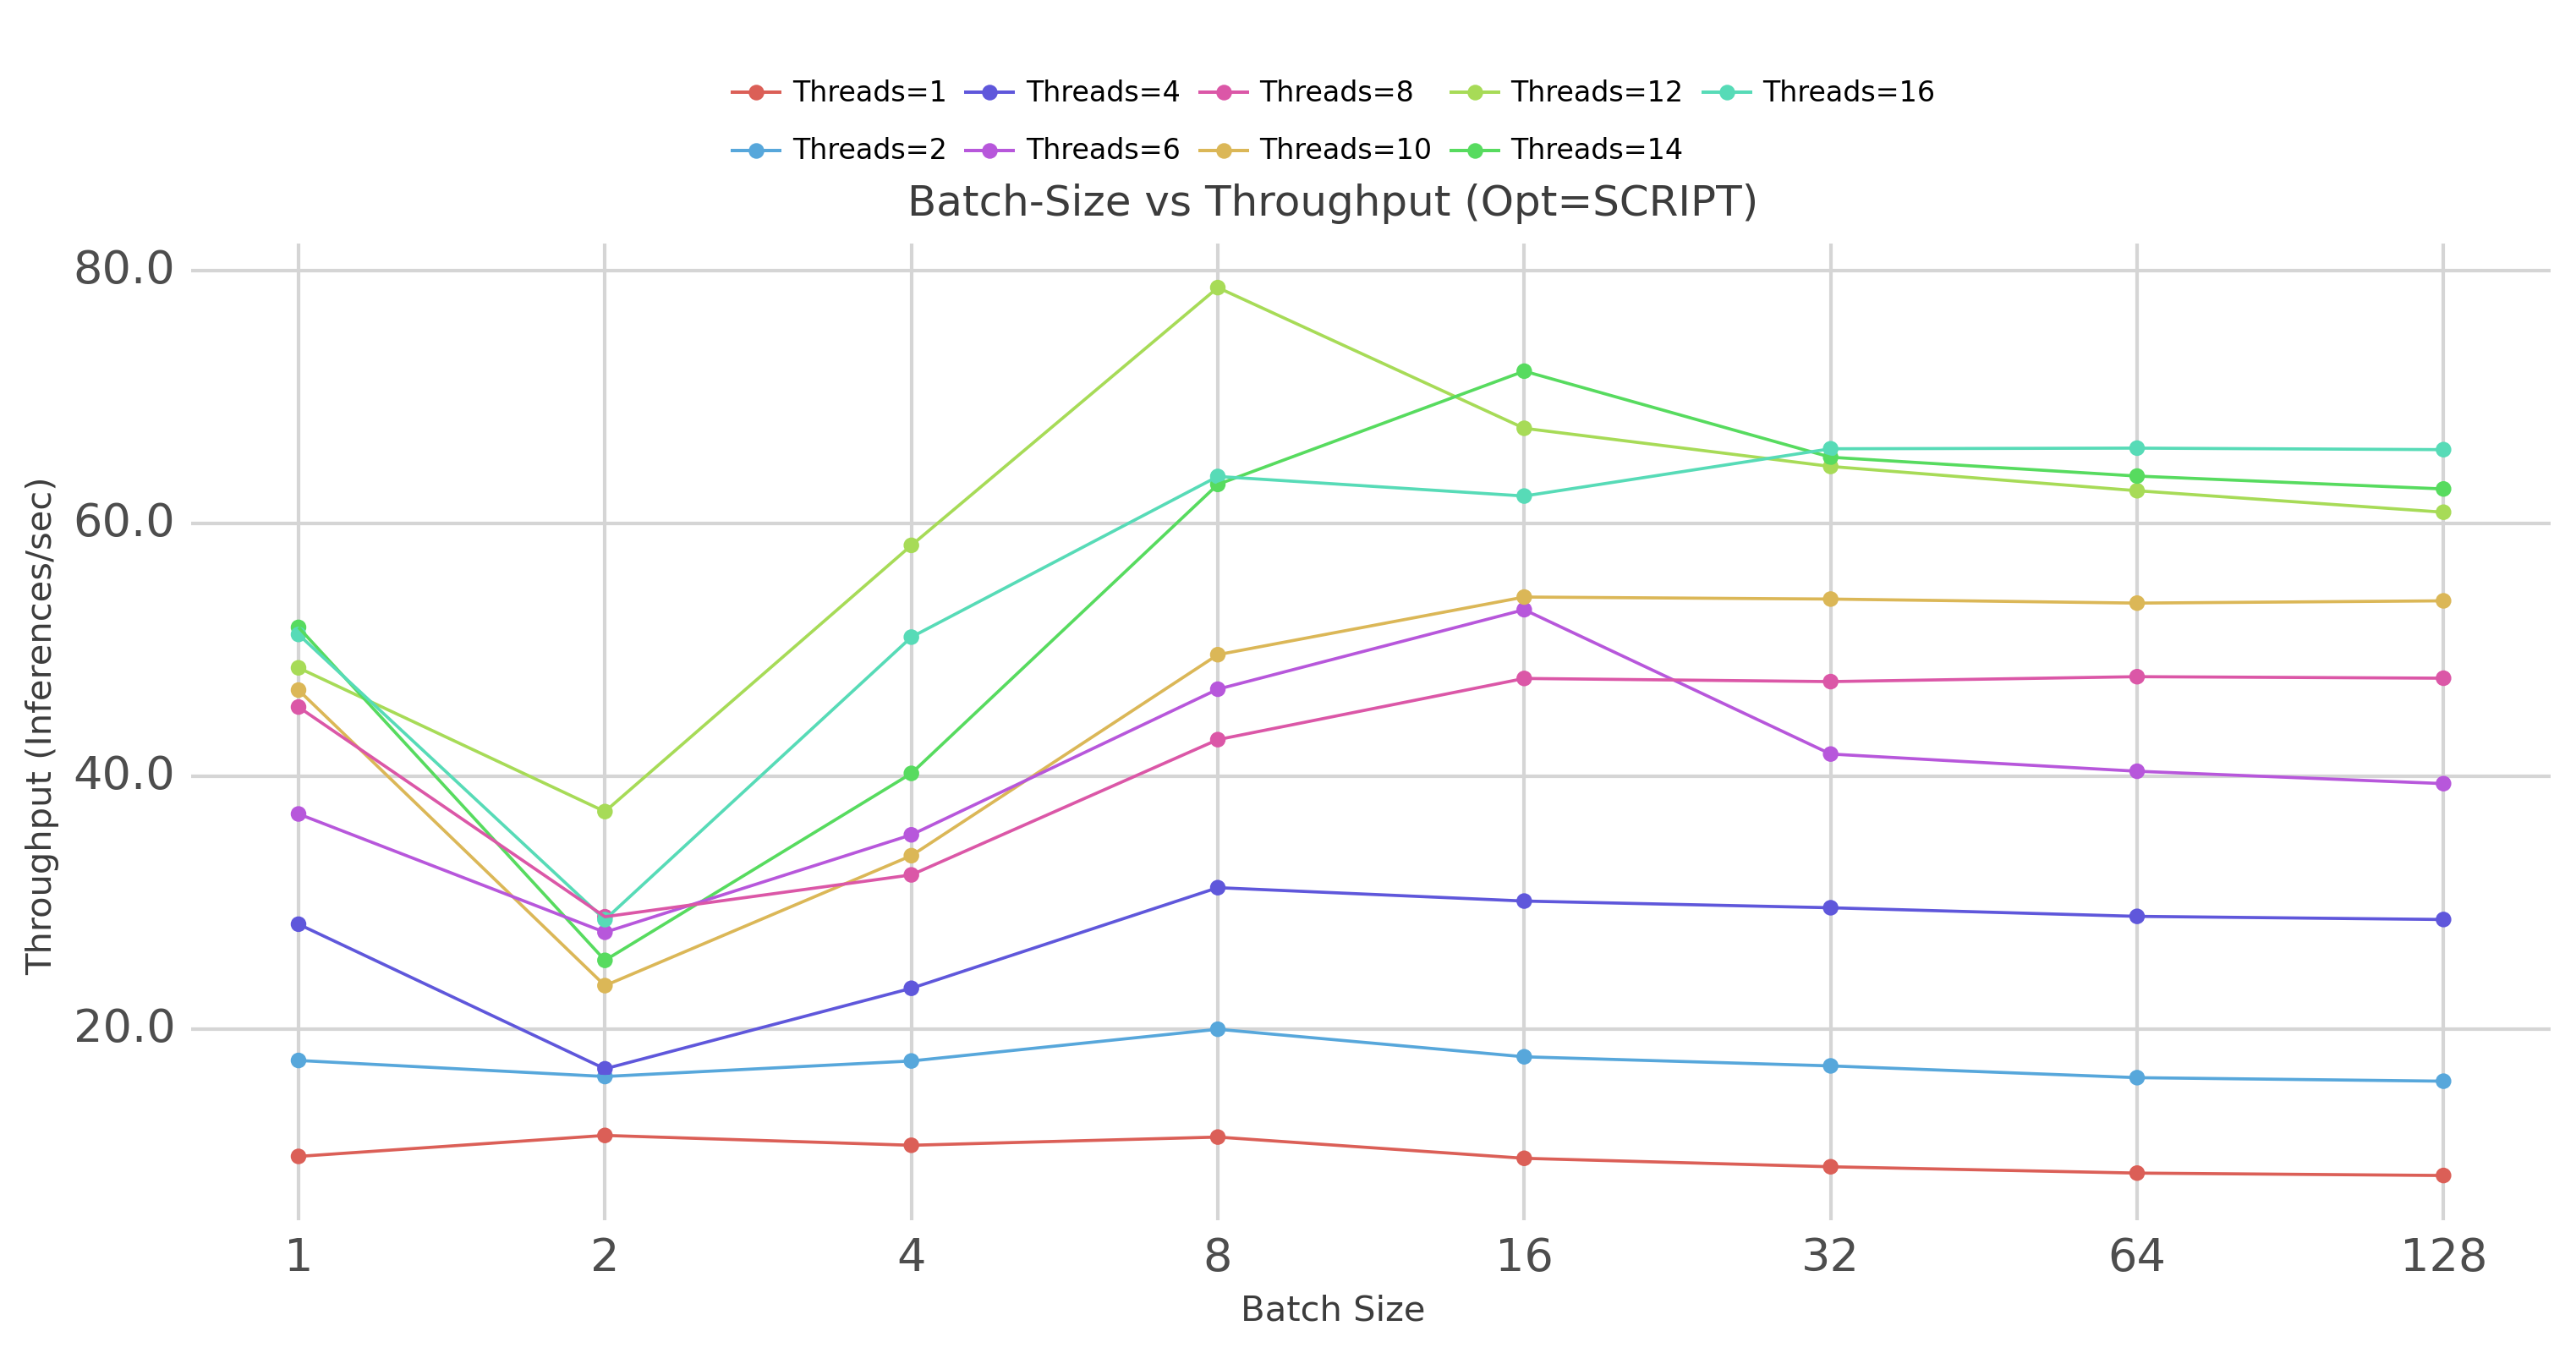 Threads=1 Threads=4 Threads=8 Threads=12 Threads=16
Threads=2 Threads=6 Threads=10 Threads=14
Batch-Size vs Throughput (Opt=SCRIPT)
80.0
60.0
40.0
20.0
Throughput (Inferences/sec)
1 2 4 8 16 32 64 128
Batch Size